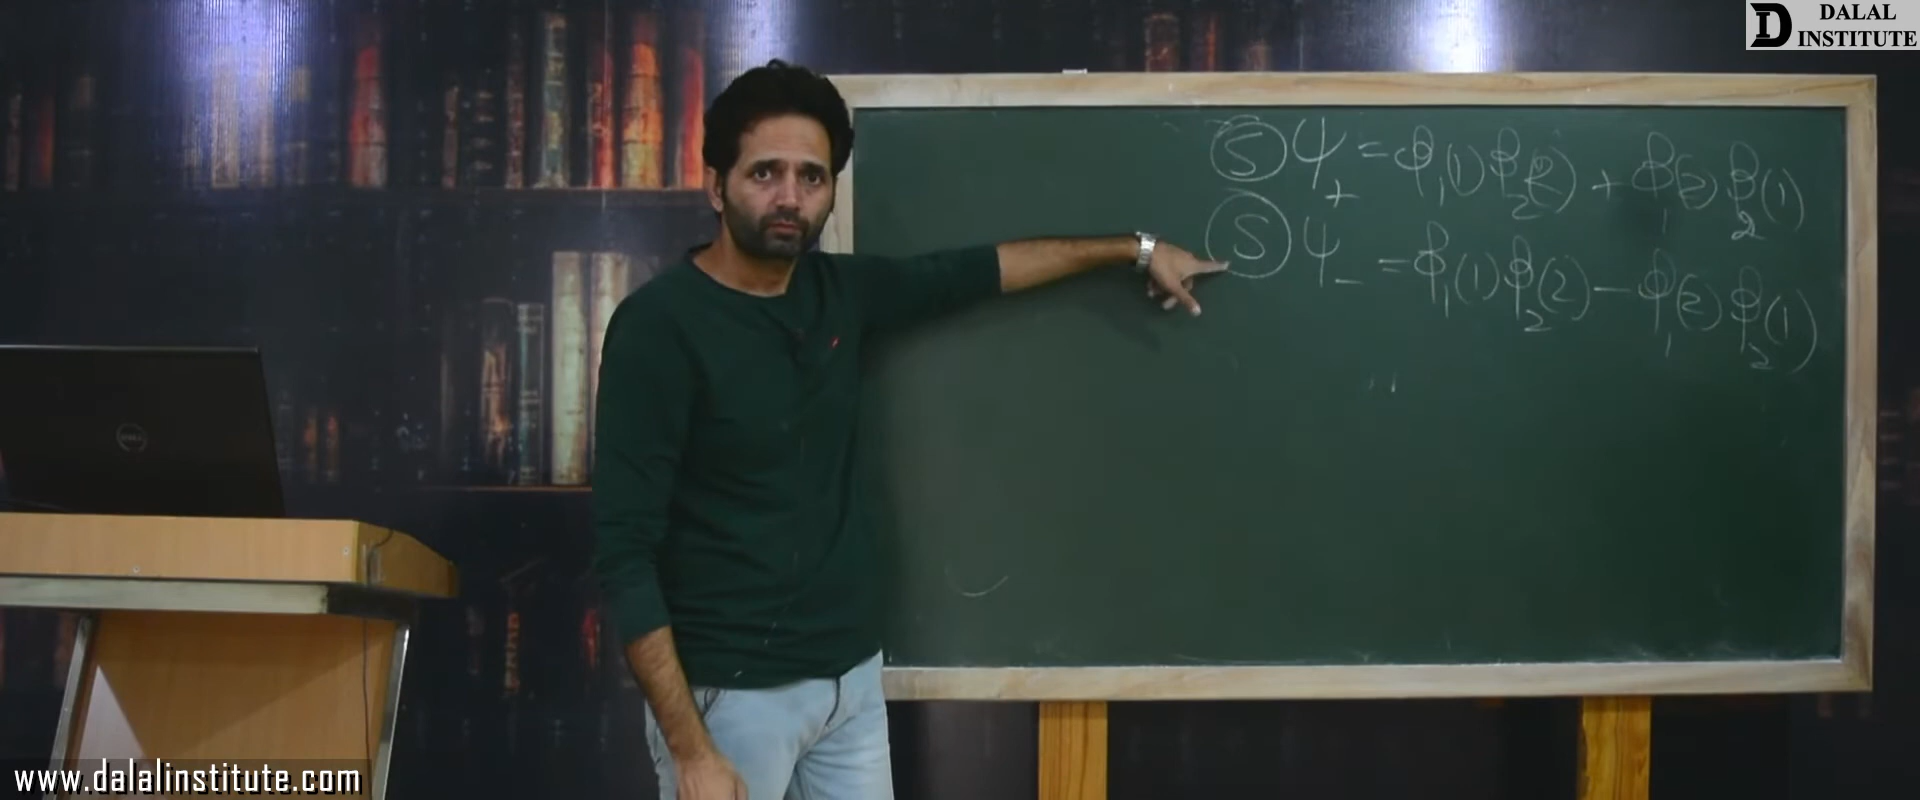 DALAL
INSTITUTE
Ⓢ ψ₊ = φ₁(1) φ₂(2) + φ₁(2) φ₂(1)
Ⓢ ψ₋ = φ₁(1) φ₂(2) − φ₁(2) φ₂(1)
DELL
www.dalalinstitute.com